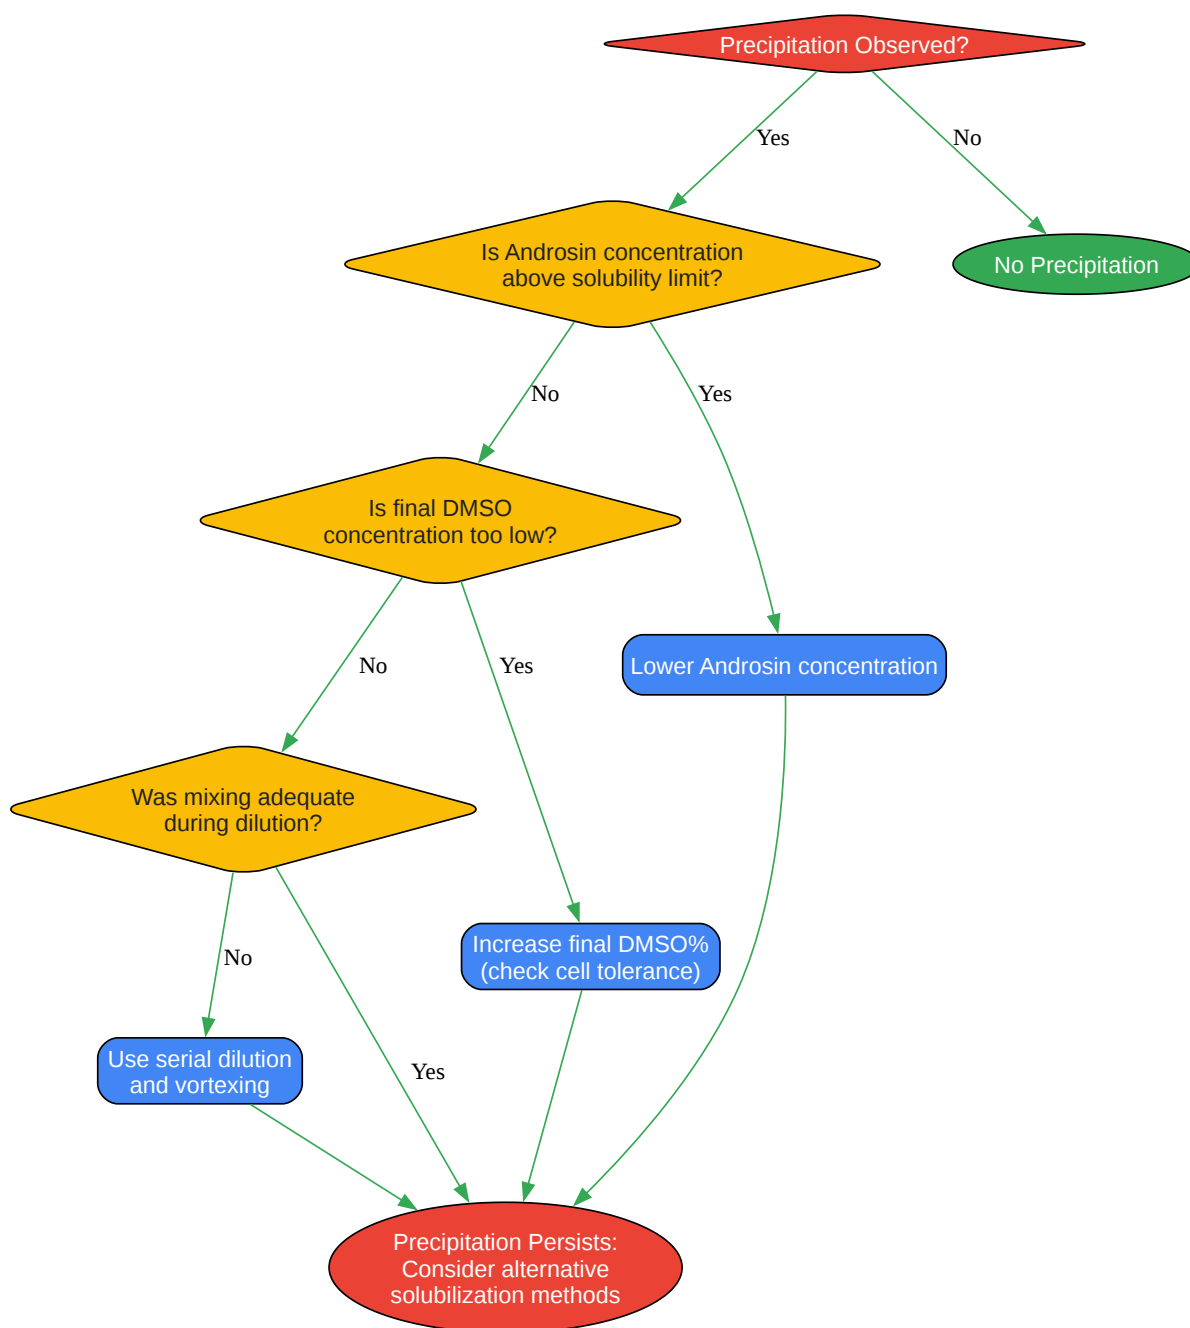 Precipitation Observed?
Yes
No
Is Androsin concentration
above solubility limit?
No Precipitation
No
Yes
Is final DMSO
concentration too low?
No
Yes
Lower Androsin concentration
Was mixing adequate
during dilution?
No
Increase final DMSO%
(check cell tolerance)
Use serial dilution
and vortexing
Yes
Precipitation Persists:
Consider alternative
solubilization methods